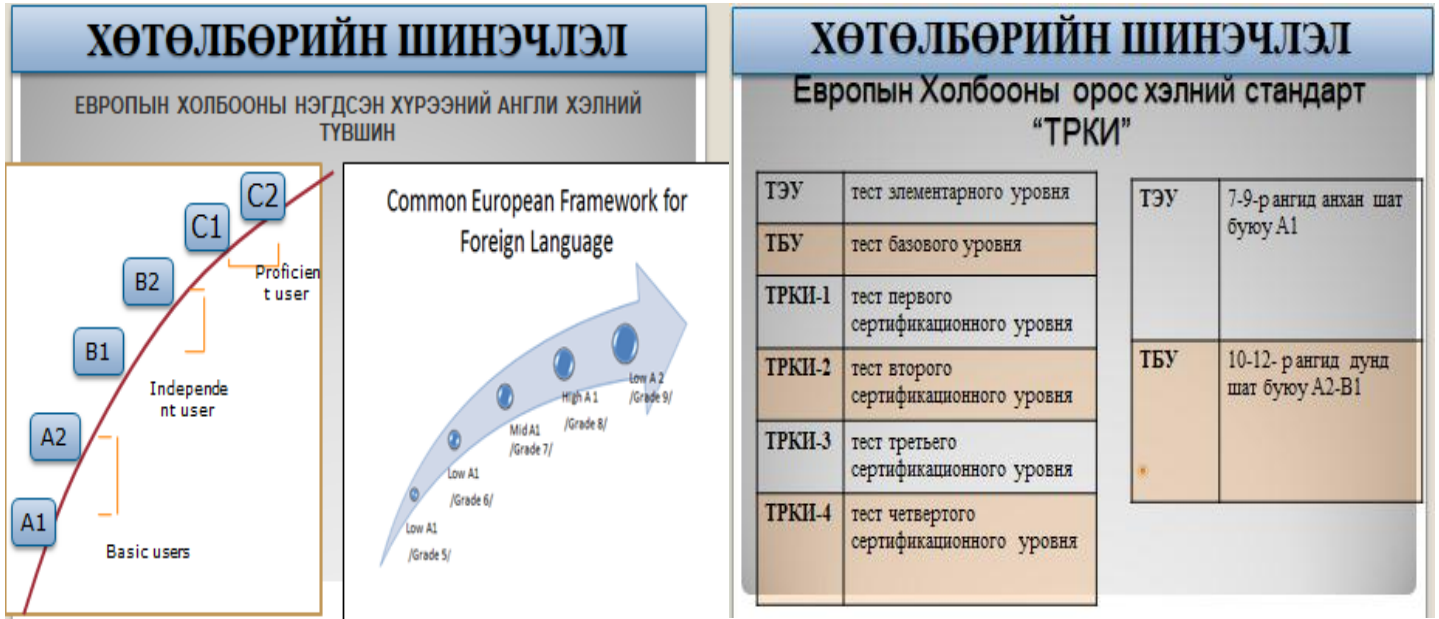 ХӨТӨЛБӨРИЙН ШИНЭЧЛЭЛ
ЕВРОПЫН ХОЛБООНЫ НЭГДСЭН ХҮРЭЭНИЙ АНГЛИ ХЭЛНИЙ
ТҮВШИН
C2
C1
Proficien
t user
B2
B1
Independe
nt user
A2
A1
Basic users
Common European Framework for
Foreign Language
Low A 2
/Grade 9/
High A 1
/Grade 8/
Mid A1
/Grade 7/
Low A1
/Grade 6/
Low A1
/Grade 5/
ХӨТӨЛБӨРИЙН ШИНЭЧЛЭЛ
Европын Холбооны орос хэлний стандарт
“ТРКИ”
ТЭУ тест элементарного уровня
ТБУ тест базового уровня
ТРКИ-1 тест первого
сертификационного уровня
ТРКИ-2 тест второго
сертификационного уровня
ТРКИ-3 тест третьего
сертификационного уровня
ТРКИ-4 тест четвертого
сертификационного уровня
ТЭУ 7-9-р ангид анхан шат
буюу А1
ТБУ 10-12- р ангид дунд
шат буюу А2-В1